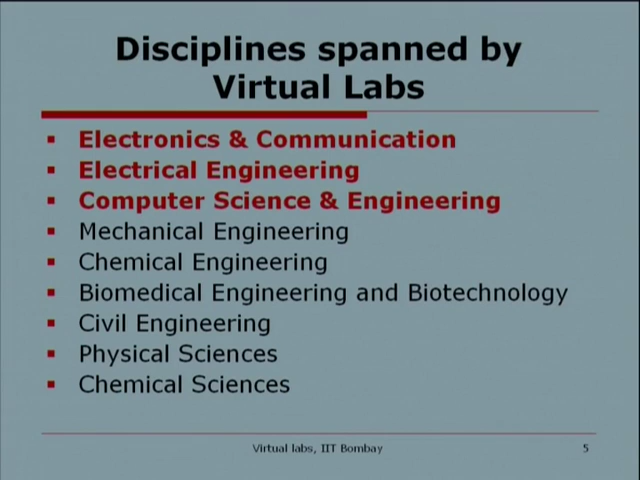 Disciplines spanned by
Virtual Labs
Electronics & Communication
Electrical Engineering
Computer Science & Engineering
Mechanical Engineering
Chemical Engineering
Biomedical Engineering and Biotechnology
Civil Engineering
Physical Sciences
Chemical Sciences
Virtual labs, IIT Bombay 5